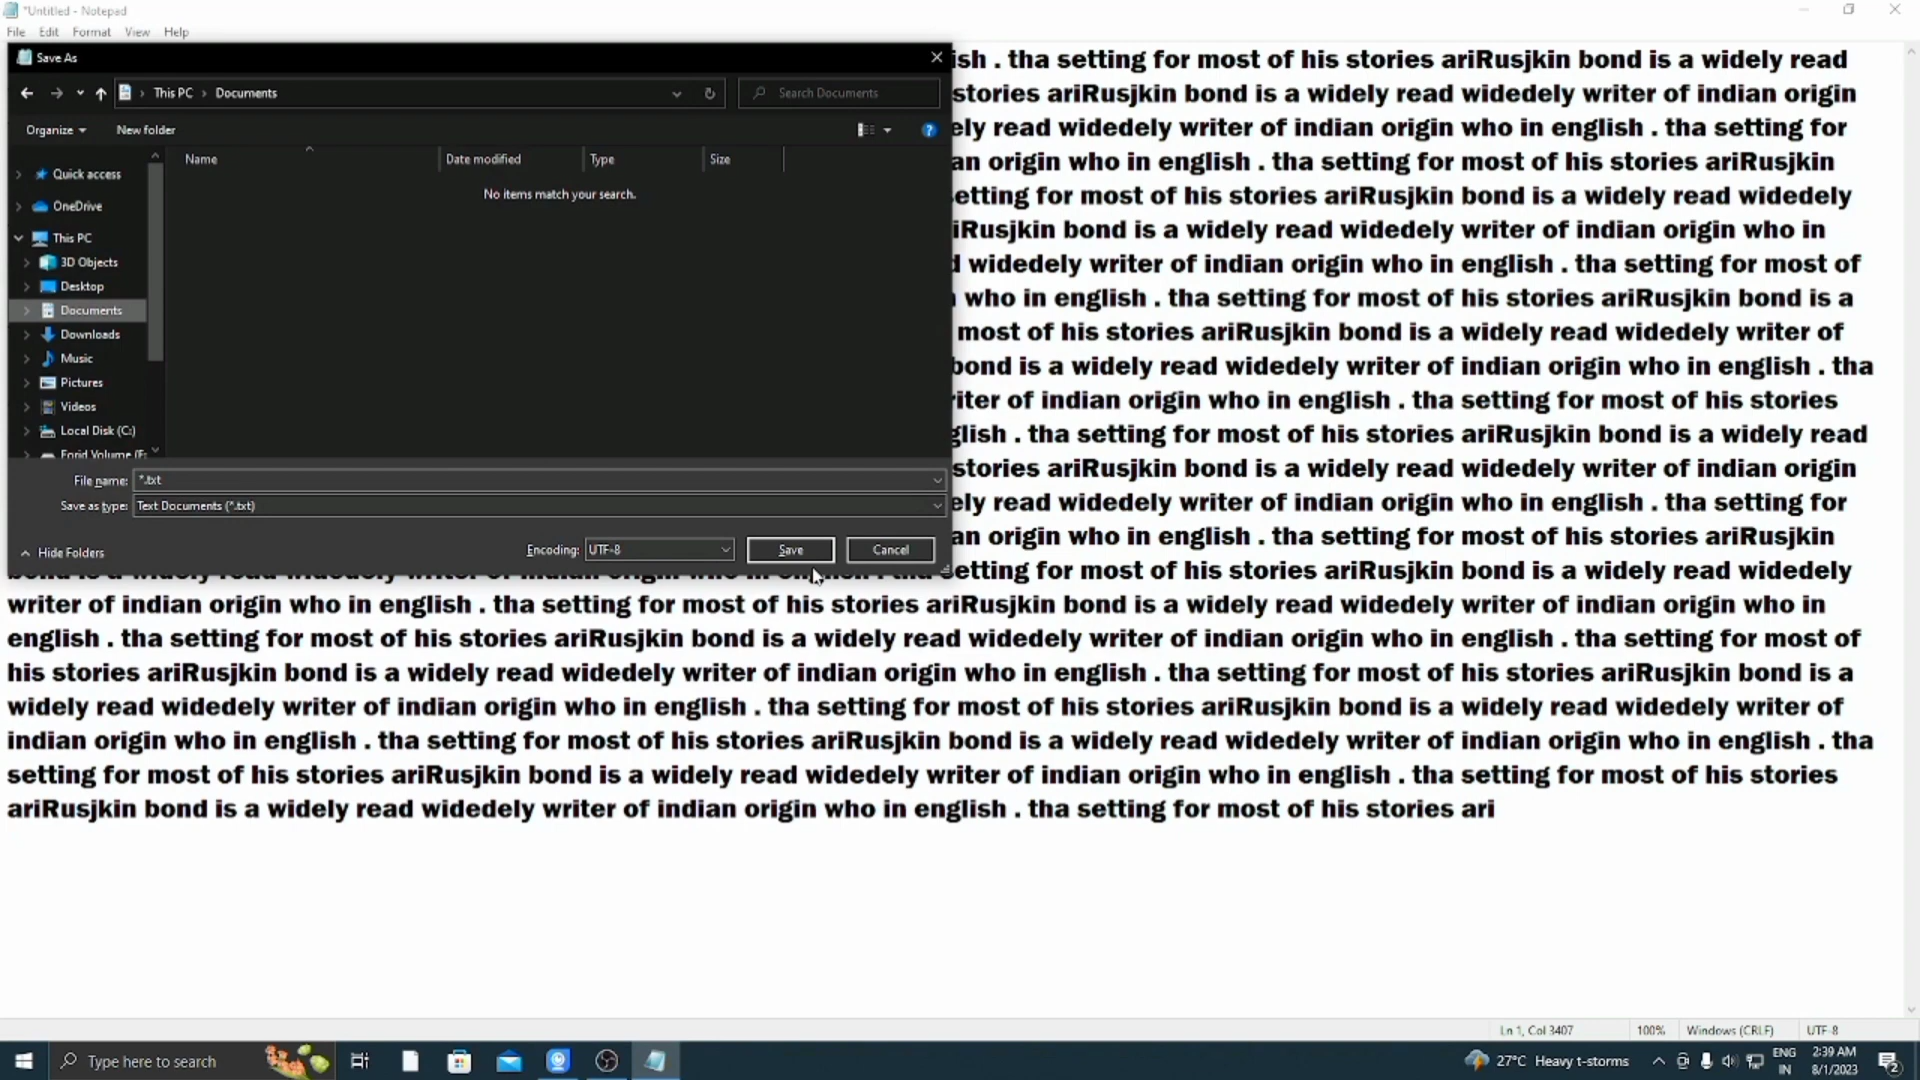 *Untitled - Notepad
File Edit Format View Help
Save As
This PC › Documents
Search Documents
Organize New folder
Quick access
OneDrive
This PC
3D Objects
Desktop
Documents
Downloads
Music
Pictures
Videos
Local Disk (C:)
Forid Volume (F:
Name Date modified Type Size
No items match your search.
File name: *.txt
Save as type: Text Documents (*.txt)
Hide Folders
Encoding: UTF-8 Save Cancel
ish . tha setting for most of his stories ariRusjkin bond is a widely read
stories ariRusjkin bond is a widely read widedely writer of indian origin
ely read widedely writer of indian origin who in english . tha setting for
an origin who in english . tha setting for most of his stories ariRusjkin
etting for most of his stories ariRusjkin bond is a widely read widedely
iRusjkin bond is a widely read widedely writer of indian origin who in
d widedely writer of indian origin who in english . tha setting for most of
who in english . tha setting for most of his stories ariRusjkin bond is a
most of his stories ariRusjkin bond is a widely read widedely writer of
bond is a widely read widedely writer of indian origin who in english . tha
riter of indian origin who in english . tha setting for most of his stories
glish . tha setting for most of his stories ariRusjkin bond is a widely read
stories ariRusjkin bond is a widely read widedely writer of indian origin
ely read widedely writer of indian origin who in english . tha setting for
an origin who in english . tha setting for most of his stories ariRusjkin
bond is a widely read widedely writer of indian origin who in english . tha setting for most of his stories ariRusjkin bond is a widely read widedely
writer of indian origin who in english . tha setting for most of his stories ariRusjkin bond is a widely read widedely writer of indian origin who in
english . tha setting for most of his stories ariRusjkin bond is a widely read widedely writer of indian origin who in english . tha setting for most of
his stories ariRusjkin bond is a widely read widedely writer of indian origin who in english . tha setting for most of his stories ariRusjkin bond is a
widely read widedely writer of indian origin who in english . tha setting for most of his stories ariRusjkin bond is a widely read widedely writer of
indian origin who in english . tha setting for most of his stories ariRusjkin bond is a widely read widedely writer of indian origin who in english . tha
setting for most of his stories ariRusjkin bond is a widely read widedely writer of indian origin who in english . tha setting for most of his stories
ariRusjkin bond is a widely read widedely writer of indian origin who in english . tha setting for most of his stories ari
Ln 1, Col 3407 100% Windows (CRLF) UTF-8
Type here to search
27°C Heavy t-storms
ENG
IN
2:39 AM
8/1/2023
2